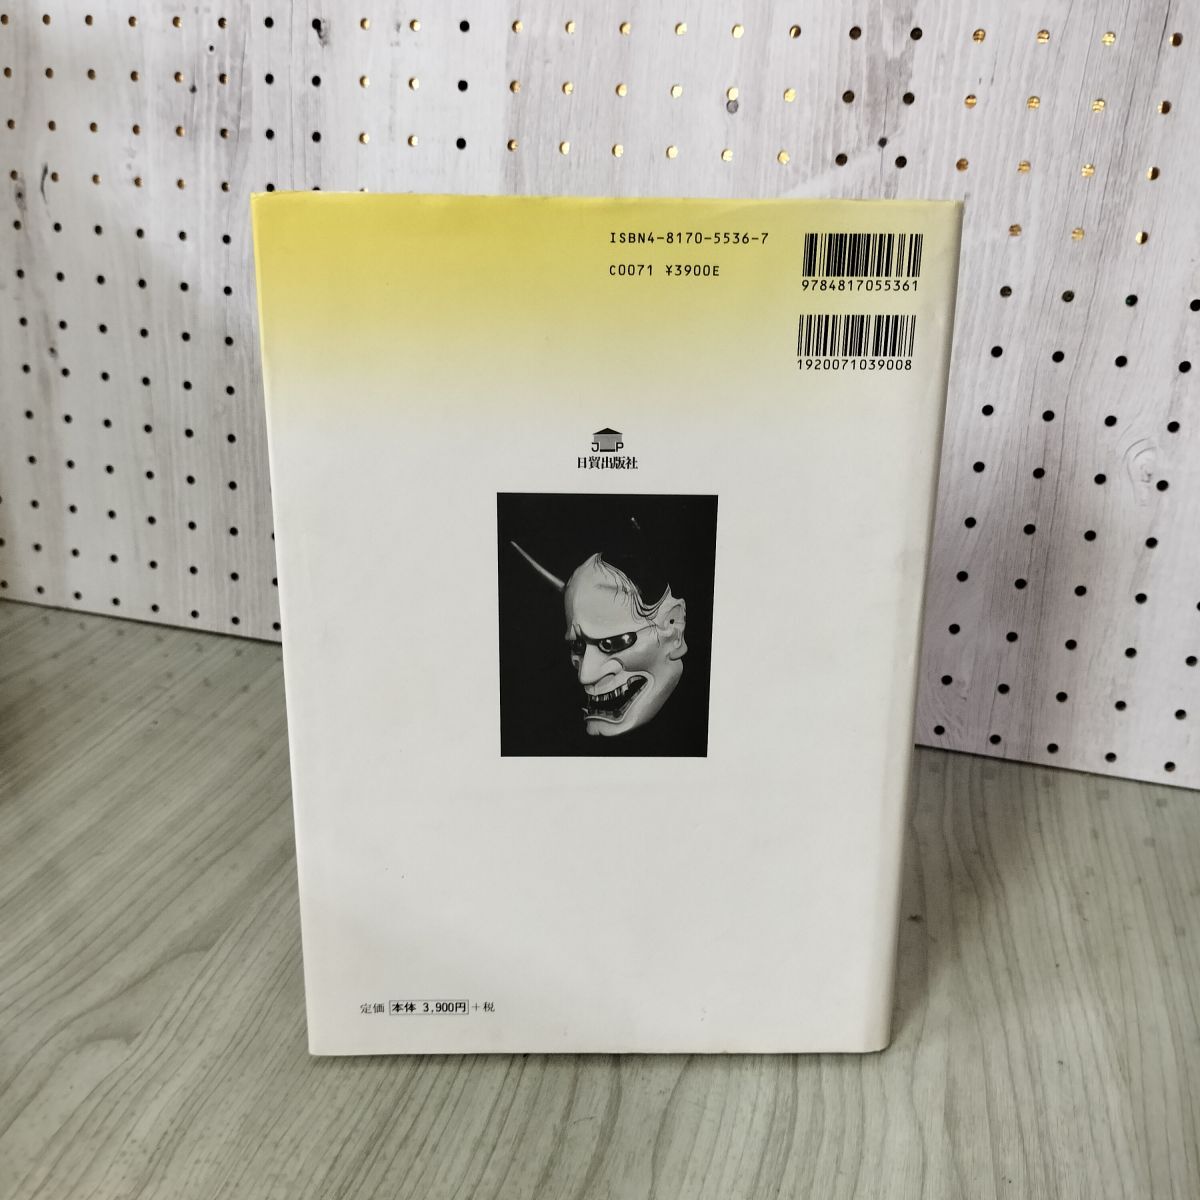 ISBN4-8170-5536-7
C0071 ¥3900E
9784817055361
1920071039008
J P
日貿出版社
定価 本体 3,900円 +税